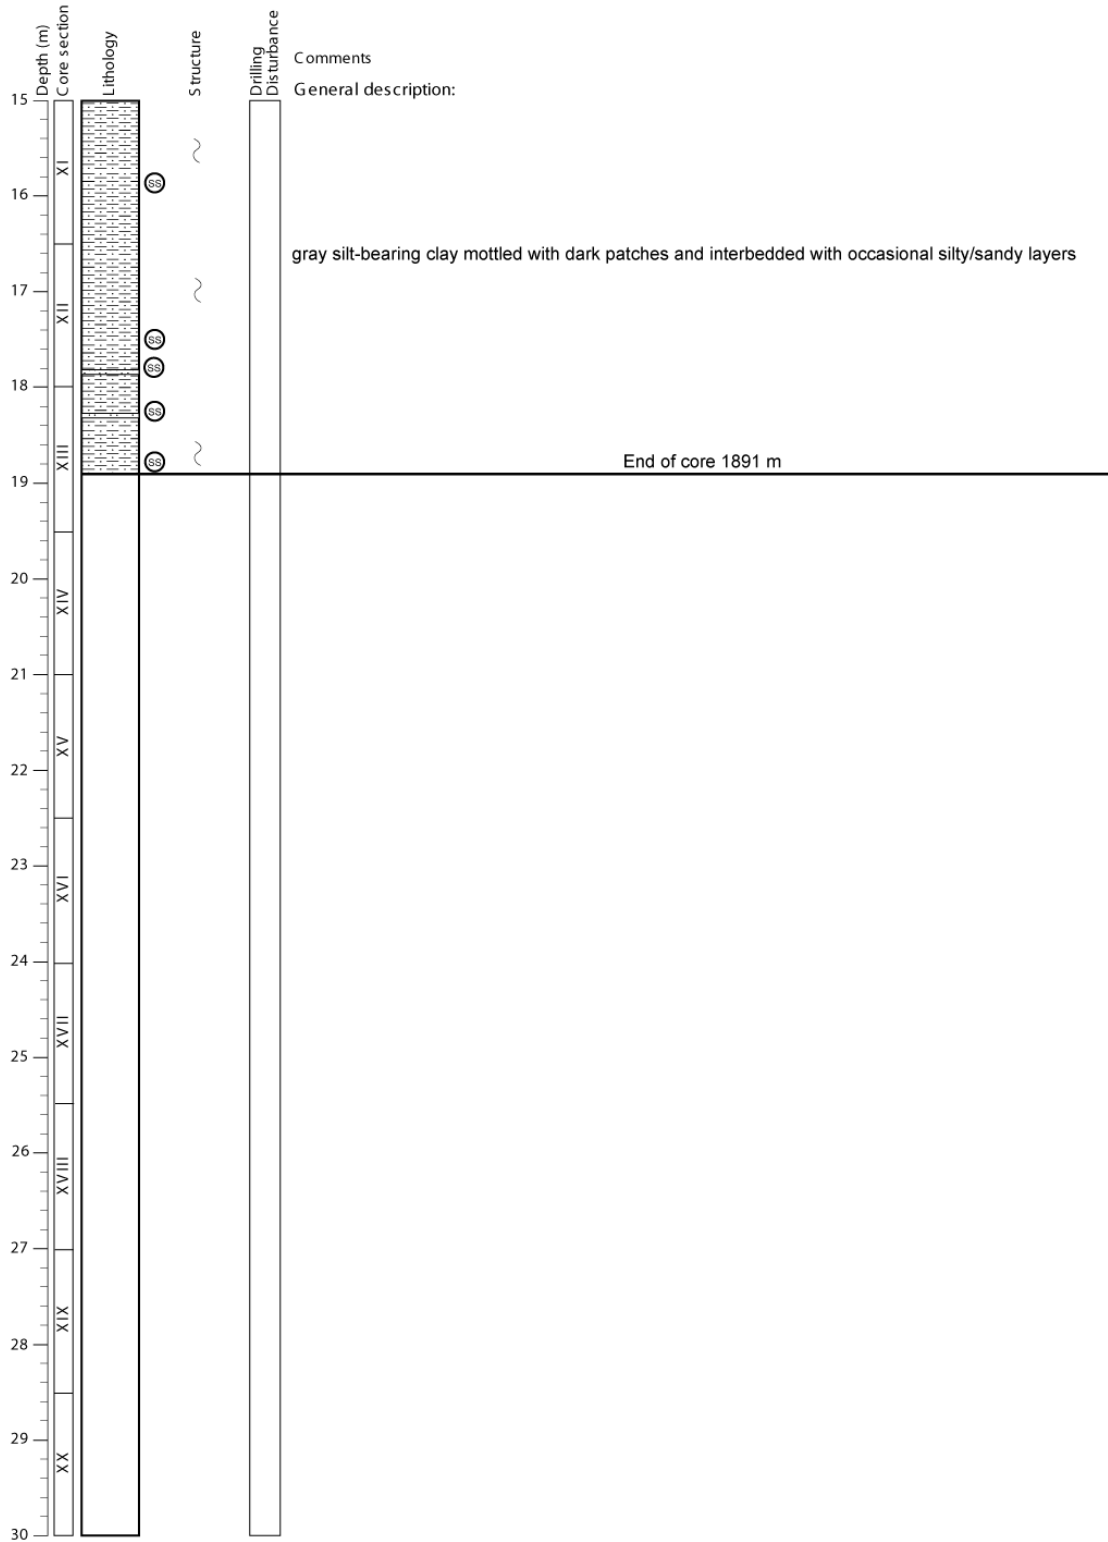 Depth (m)
Core section
Lithology
Structure
Drilling
Disturbance
Comments
General description:
15
XI
SS
16
gray silt-bearing clay mottled with dark patches and interbedded with occasional silty/sandy layers
17
XII
SS
SS
18
SS
XIII
SS
End of core 1891 m
19
20
XIV
21
XV
22
23
XVI
24
XVII
25
26
XVIII
27
XIX
28
29
XX
30